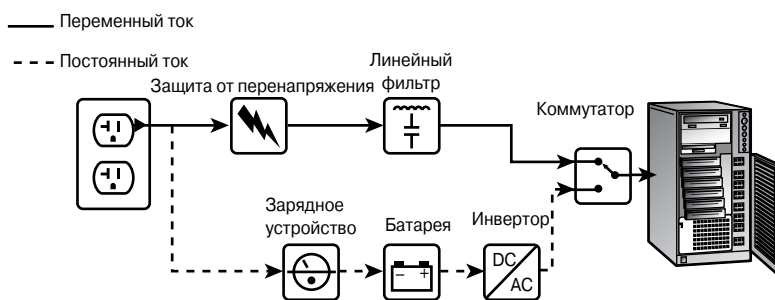 Переменный ток
Постоянный ток
Защита от перенапряжения
Линейный
фильтр
Коммутатор
Зарядное
устройство
Батарея
Инвертор
DC
AC